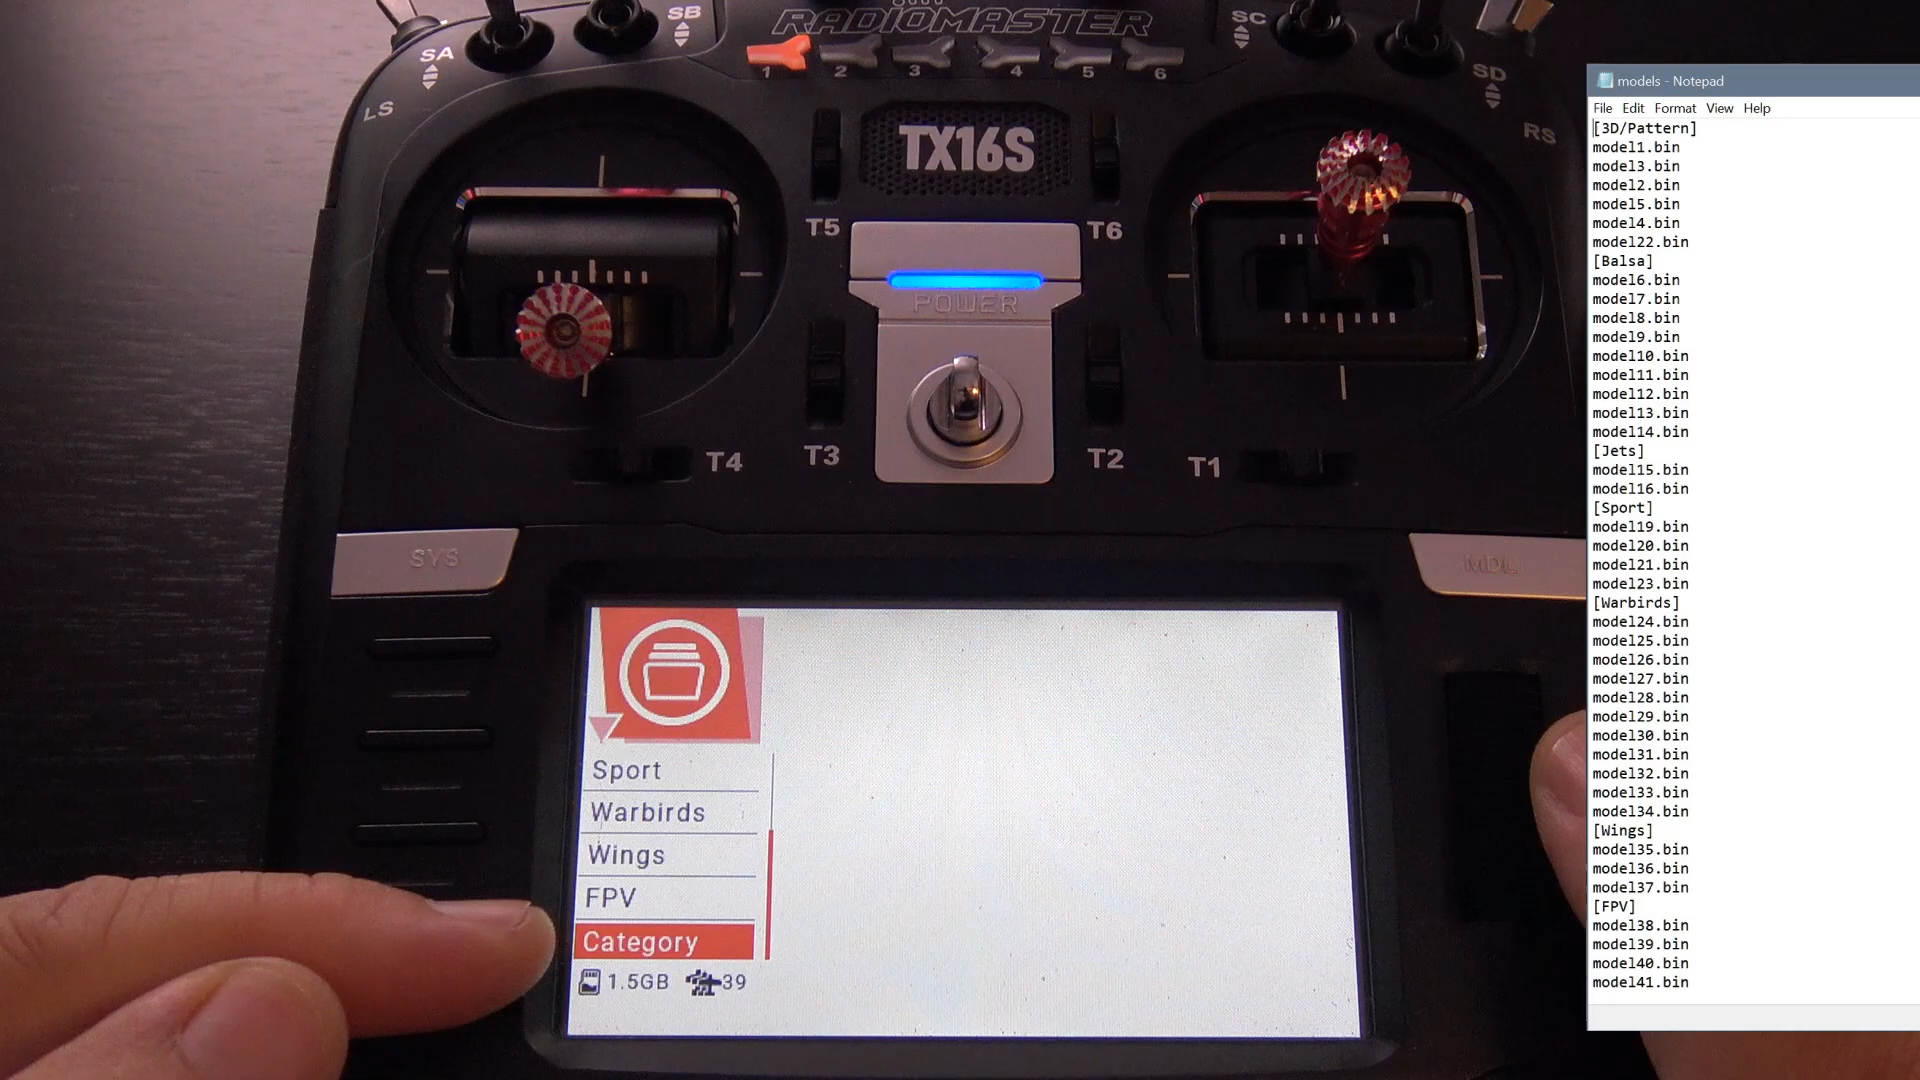 RADIOMASTER
SA
SB
SC
SD
LS
RS
1 2 3 4 5 6
TX16S
T5
T6
POWER
T4
T3
T2
T1
SYS
MDL
Sport
Warbirds
Wings
FPV
Category
1.5GB 39
models - Notepad
File Edit Format View Help
[3D/Pattern]
model1.bin
model3.bin
model2.bin
model5.bin
model4.bin
model22.bin
[Balsa]
model6.bin
model7.bin
model8.bin
model9.bin
model10.bin
model11.bin
model12.bin
model13.bin
model14.bin
[Jets]
model15.bin
model16.bin
[Sport]
model19.bin
model20.bin
model21.bin
model23.bin
[Warbirds]
model24.bin
model25.bin
model26.bin
model27.bin
model28.bin
model29.bin
model30.bin
model31.bin
model32.bin
model33.bin
model34.bin
[Wings]
model35.bin
model36.bin
model37.bin
[FPV]
model38.bin
model39.bin
model40.bin
model41.bin